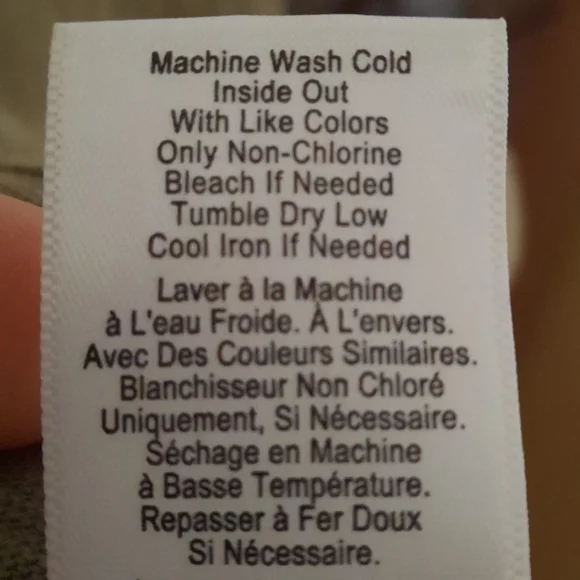 Machine Wash Cold
Inside Out
With Like Colors
Only Non-Chlorine
Bleach If Needed
Tumble Dry Low
Cool Iron If Needed
Laver à la Machine
à L'eau Froide. À L'envers.
Avec Des Couleurs Similaires.
Blanchisseur Non Chloré
Uniquement, Si Nécessaire.
Séchage en Machine
à Basse Température.
Repasser à Fer Doux
Si Nécessaire.